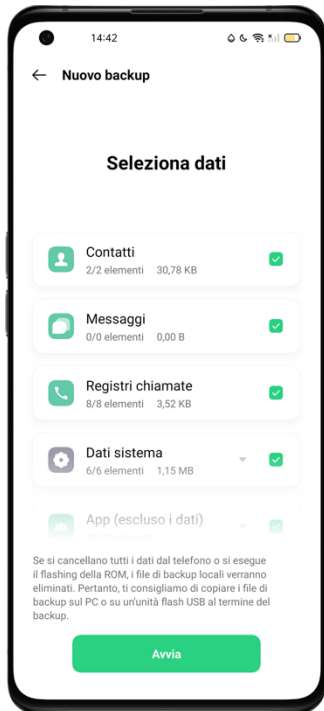 14:42
Nuovo backup
Seleziona dati
Contatti
2/2 elementi 30,78 KB
Messaggi
0/0 elementi 0,00 B
Registri chiamate
8/8 elementi 3,52 KB
Dati sistema
6/6 elementi 1,15 MB
App (escluso i dati)
Se si cancellano tutti i dati dal telefono o si esegue
il flashing della ROM, i file di backup locali verranno
eliminati. Pertanto, ti consigliamo di copiare i file di
backup sul PC o su un'unità flash USB al termine del
backup.
Avvia